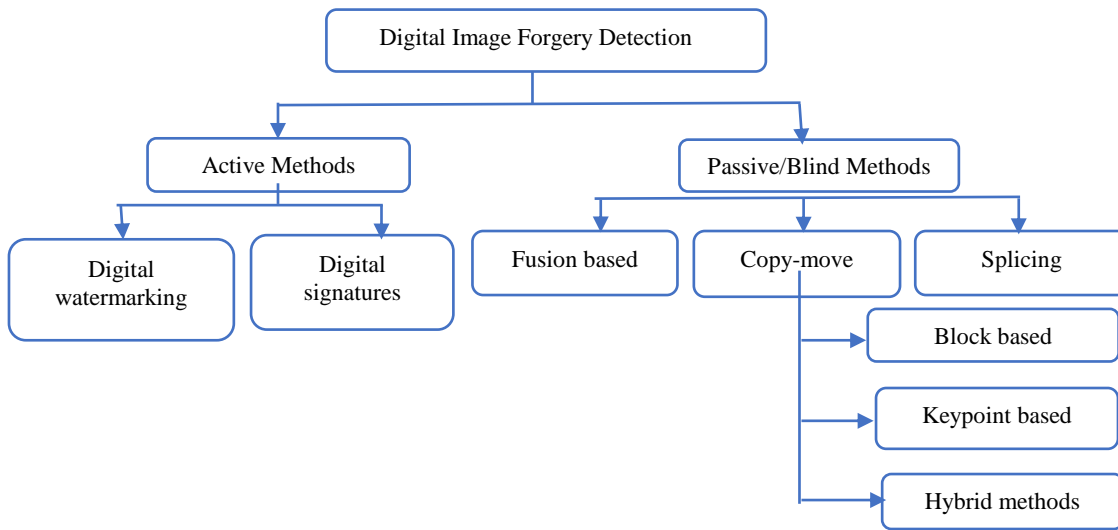 Digital Image Forgery Detection
Active Methods
Passive/Blind Methods
Digital
watermarking
Digital
signatures
Fusion based
Copy-move
Splicing
Block based
Keypoint based
Hybrid methods